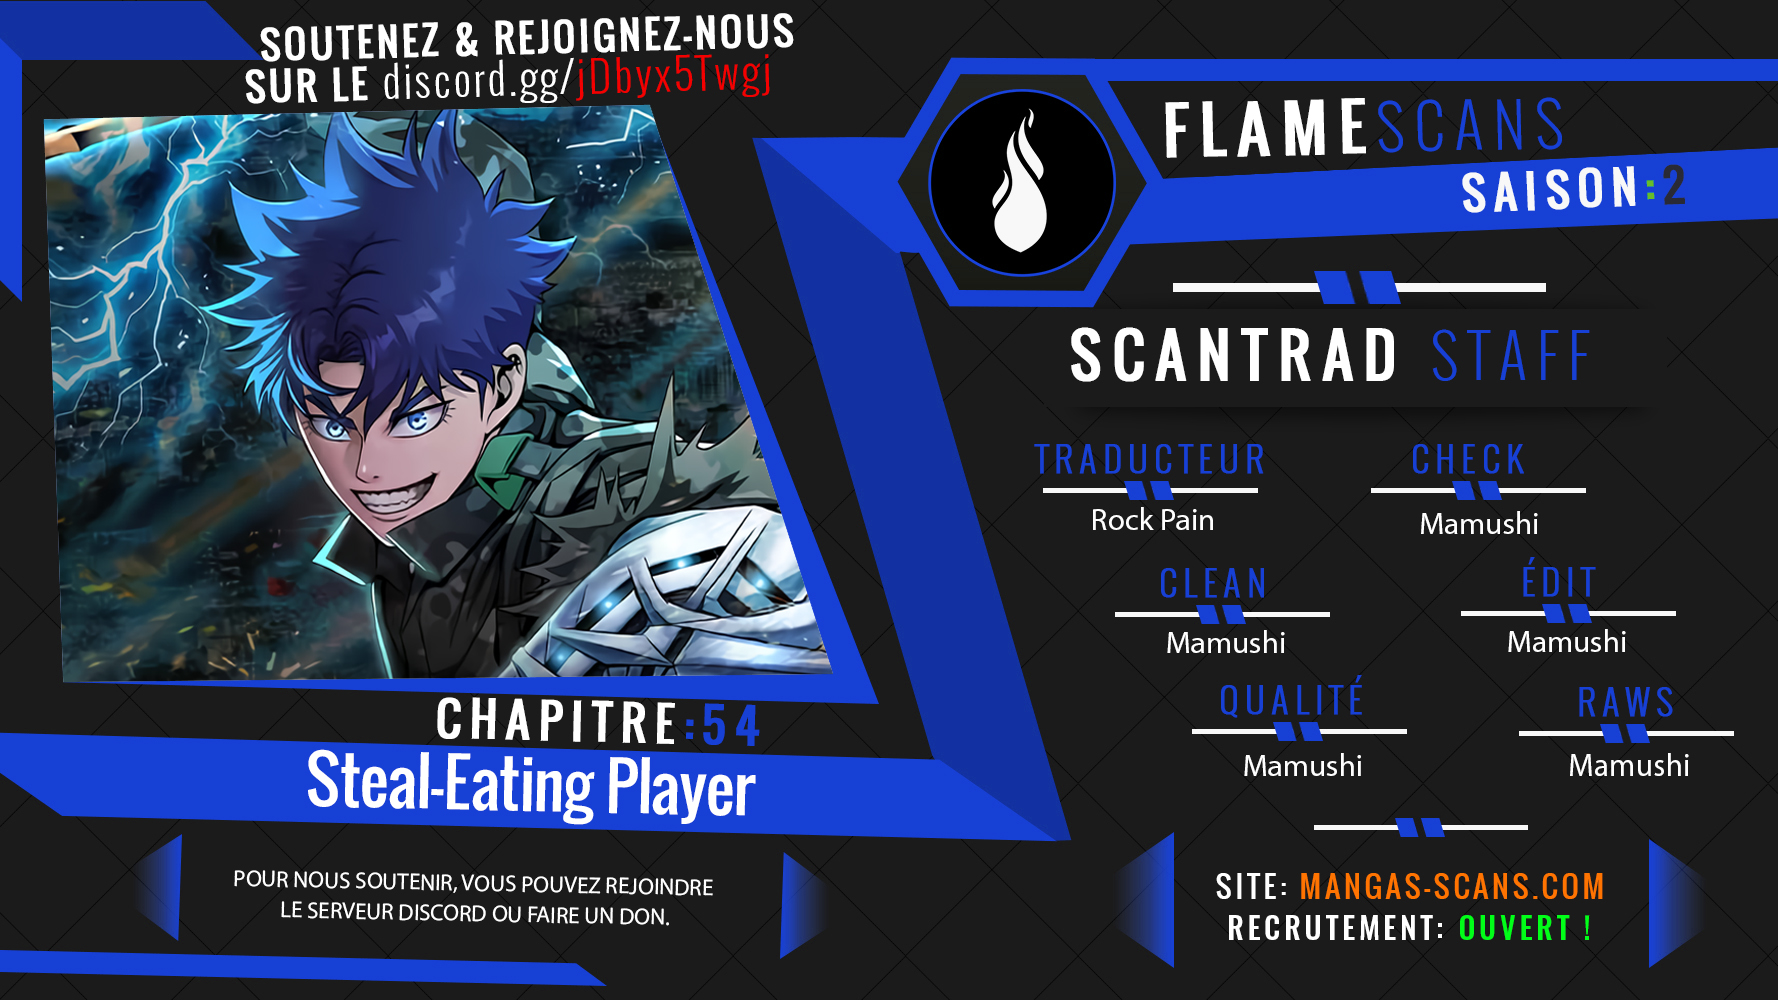 SOUTENEZ & REJOIGNEZ-NOUS
SUR LE discord.gg/jDbyx5Twgj
CHAPITRE:54
Steal-Eating Player
POUR NOUS SOUTENIR, VOUS POUVEZ REJOINDRE
LE SERVEUR DISCORD OU FAIRE UN DON.
FLAMESCANS
SAISON:2
SCANTRAD STAFF
TRADUCTEUR
Rock Pain
CHECK
Mamushi
CLEAN
Mamushi
ÉDIT
Mamushi
QUALITÉ
Mamushi
RAWS
Mamushi
SITE: MANGAS-SCANS.COM
RECRUTEMENT: OUVERT !